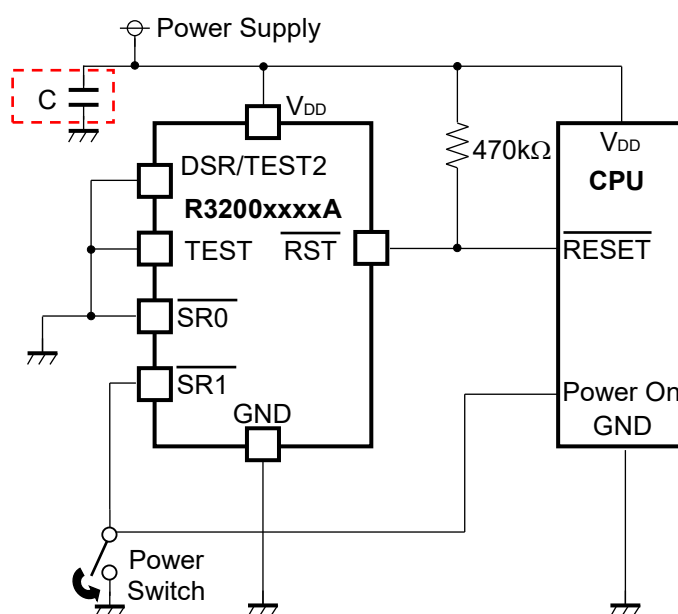 Power Supply
C
VDD
DSR/TEST2
R3200xxxxA
TEST
RST
SR0
SR1
GND
470kΩ
VDD
CPU
RESET
Power On
GND
Power
Switch